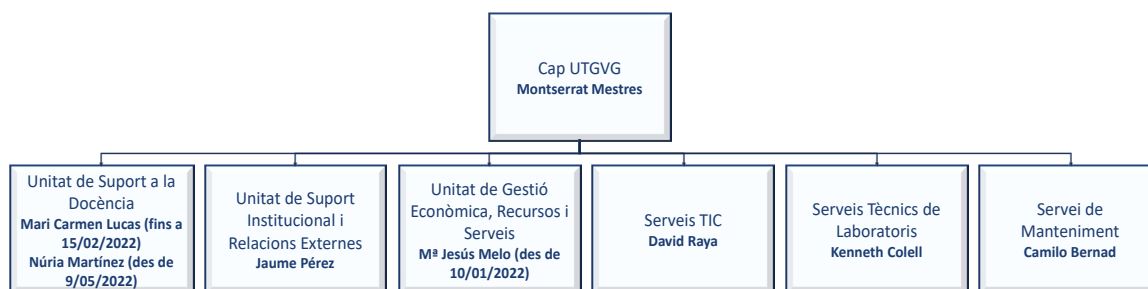 Cap UTGVG
Montserrat Mestres
Unitat de Suport a la
Docència
Mari Carmen Lucas (fins a
15/02/2022)
Núria Martínez (des de
9/05/2022)
Unitat de Suport
Institucional i
Relacions Externes
Jaume Pérez
Unitat de Gestió
Econòmica, Recursos i
Serveis
Mª Jesús Melo (des de
10/01/2022)
Serveis TIC
David Raya
Serveis Tècnics de
Laboratoris
Kenneth Colell
Servei de
Manteniment
Camilo Bernad